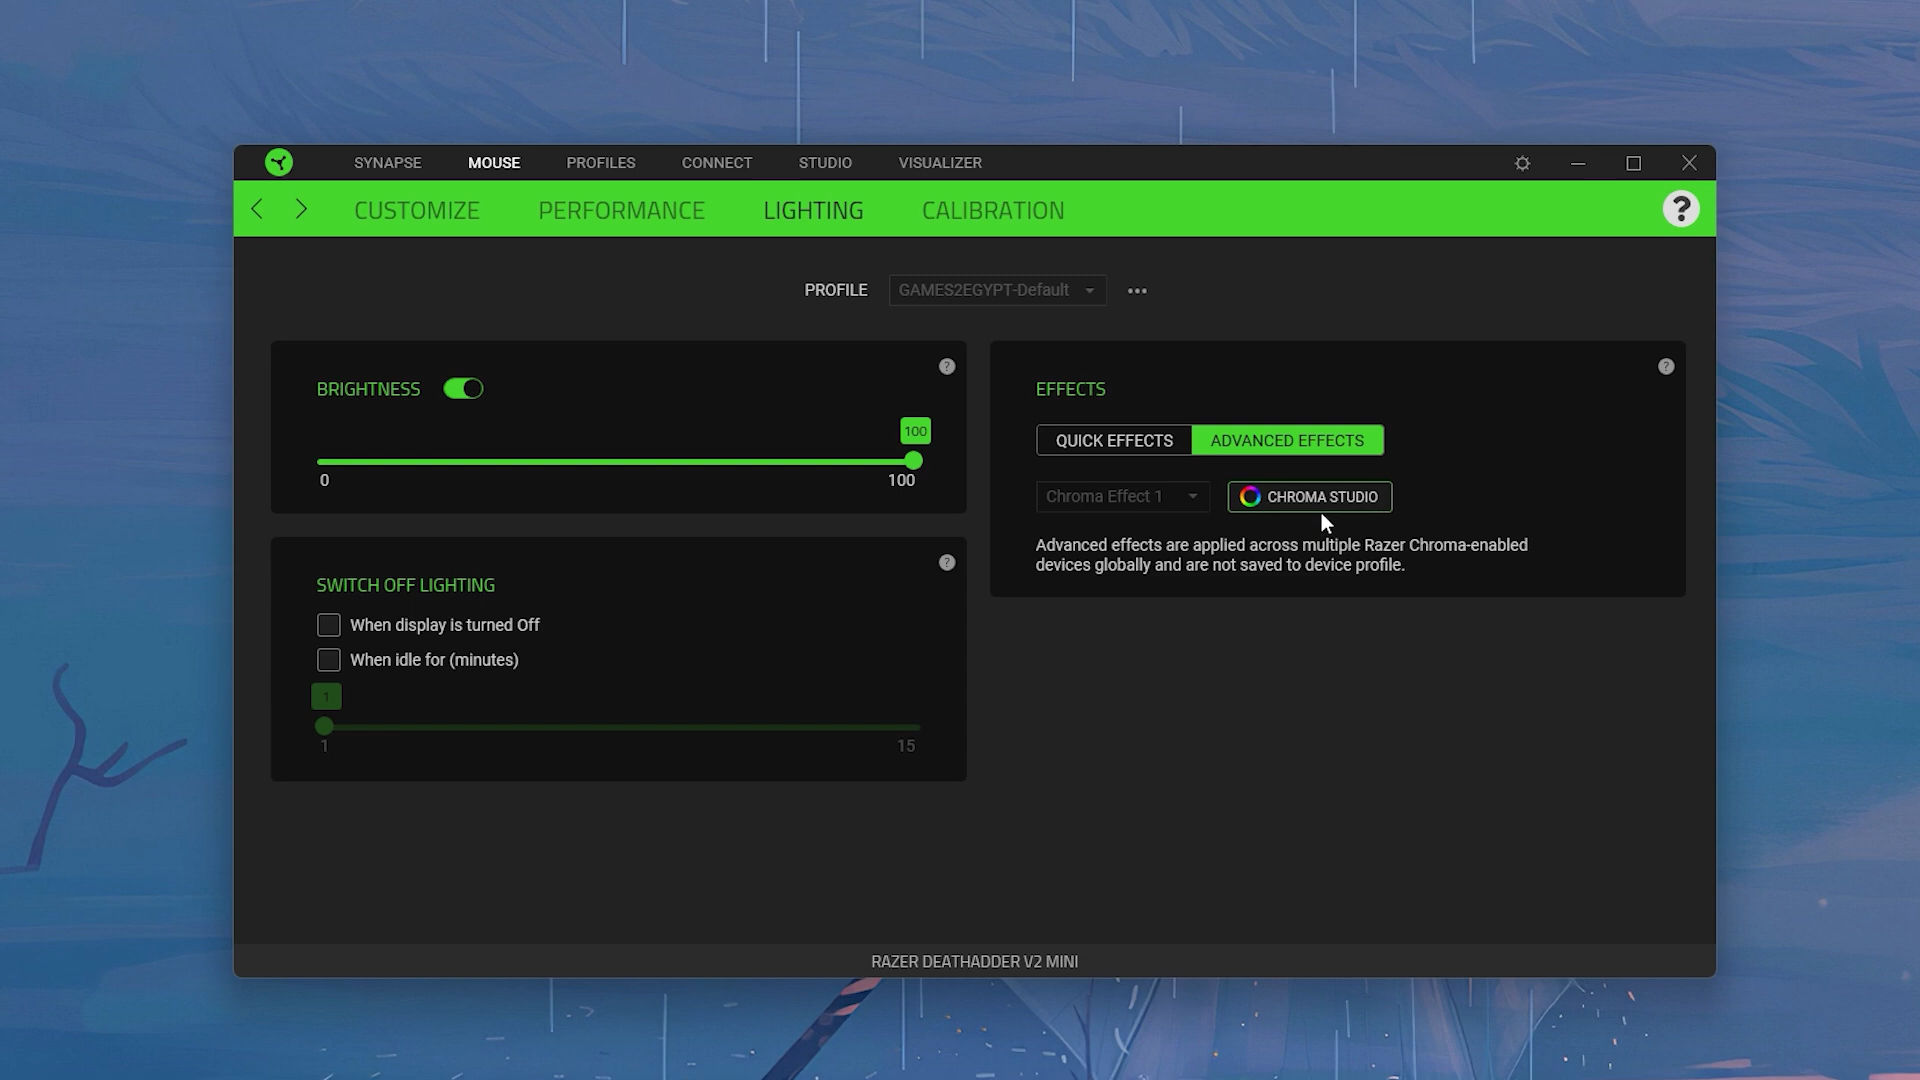 SYNAPSE MOUSE PROFILES CONNECT STUDIO VISUALIZER
CUSTOMIZE PERFORMANCE LIGHTING CALIBRATION ?
PROFILE GAMES2EGYPT-Default
BRIGHTNESS ?
100
0 100
SWITCH OFF LIGHTING ?
When display is turned Off
When idle for (minutes)
1
1 15
EFFECTS ?
QUICK EFFECTS ADVANCED EFFECTS
Chroma Effect 1 CHROMA STUDIO
Advanced effects are applied across multiple Razer Chroma-enabled
devices globally and are not saved to device profile.
RAZER DEATHADDER V2 MINI